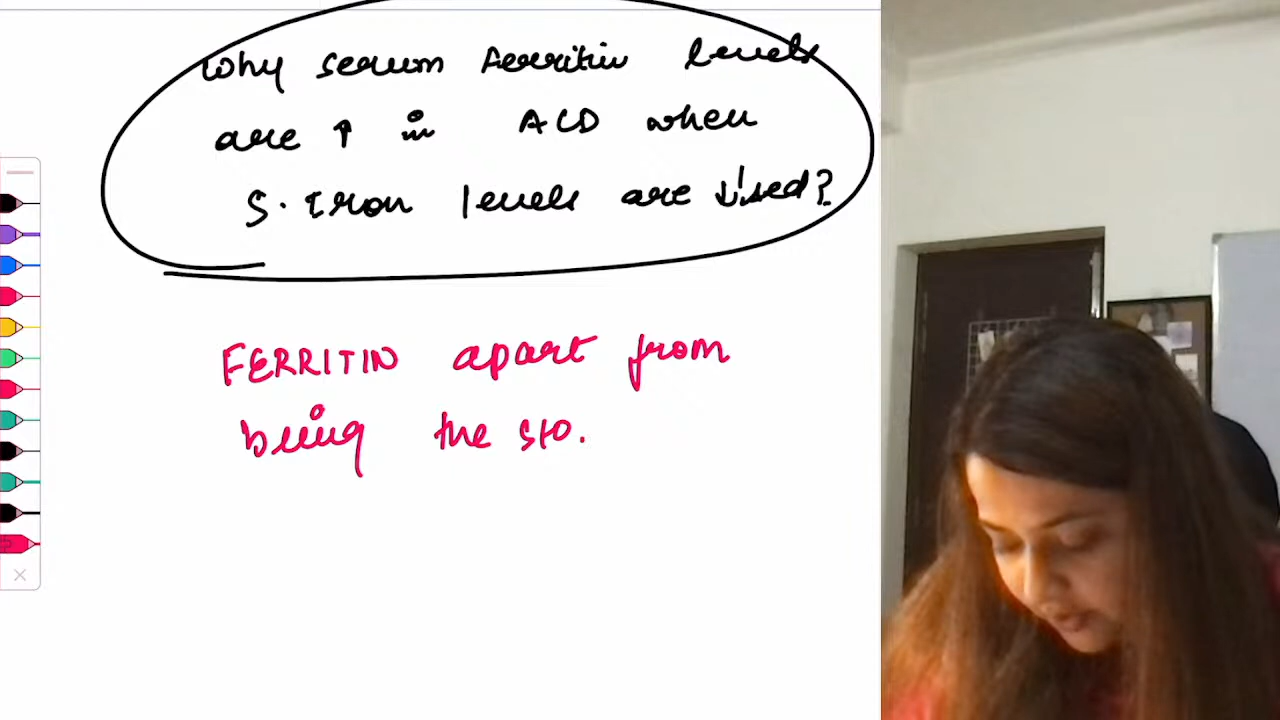 Why serum ferritin levels
are ↑ in ACD when
S. Iron levels are ↓'sed?
FERRITIN apart from
being the sto.